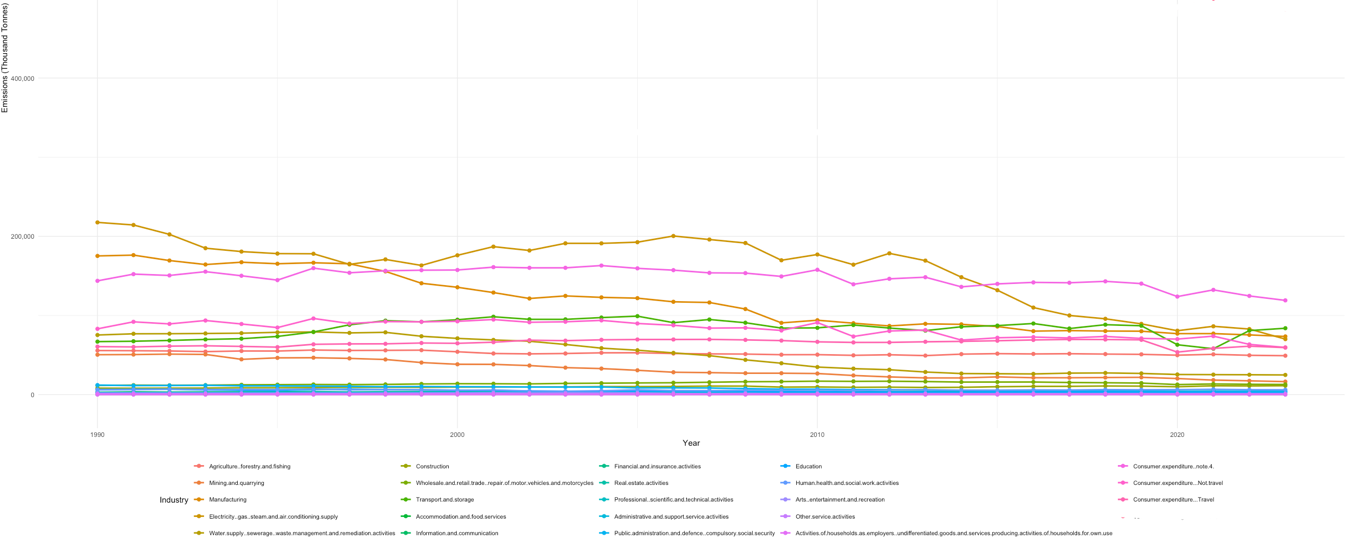 Emissions (Thousand Tonnes)
400,000
200,000
0
1990
2000
2010
2020
Year
Industry
Agriculture..forestry.and.fishing
Mining.and.quarrying
Manufacturing
Electricity..gas..steam.and.air.conditioning.supply
Water.supply..sewerage..waste.management.and.remediation.activities
Construction
Wholesale.and.retail.trade..repair.of.motor.vehicles.and.motorcycles
Transport.and.storage
Accommodation.and.food.services
Information.and.communication
Financial.and.insurance.activities
Real.estate.activities
Professional..scientific.and.technical.activities
Administrative.and.support.service.activities
Public.administration.and.defence..compulsory.social.security
Education
Human.health.and.social.work.activities
Arts..entertainment.and.recreation
Other.service.activities
Activities.of.households.as.employers..undifferentiated.goods.and.services.producing.activities.of.households.for.own.use
Consumer.expenditure..note.4.
Consumer.expenditure...Not.travel
Consumer.expenditure...Travel